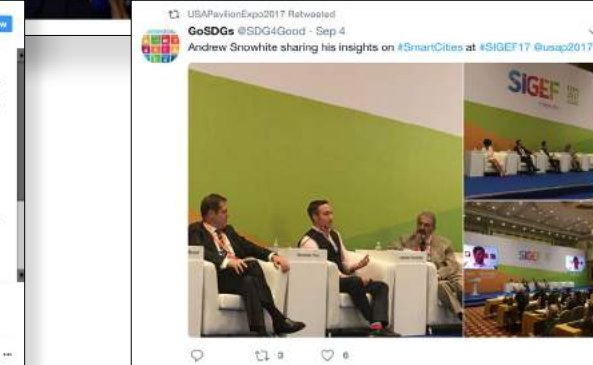 USAPavilionExpo2017 Retweeted
GoSDGs @SDG4Good · Sep 4
Andrew Snowhite sharing his insights on #SmartCities at #SIGEF17 @usap2017
SIGEF
SIGEF
3
6